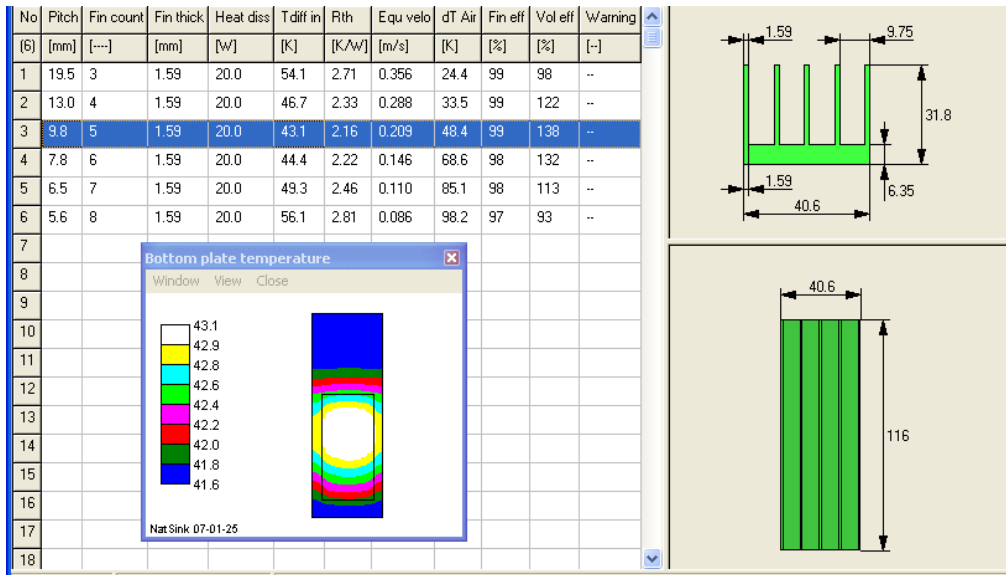 No Pitch Fin count Fin thick Heat diss T diff in Rth Equ velo dT Air Fin eff Vol eff Warning
(6) [mm] [----] [mm] [W] [K] [K/W] [m/s] [K] [%] [%] [--]
1 19.5 3 1.59 20.0 54.1 2.71 0.356 24.4 99 98 --
2 13.0 4 1.59 20.0 46.7 2.33 0.288 33.5 99 122 --
3 9.8 5 1.59 20.0 43.1 2.16 0.209 48.4 99 138 --
4 7.8 6 1.59 20.0 44.4 2.22 0.146 68.6 98 132 --
5 6.5 7 1.59 20.0 49.3 2.46 0.110 85.1 98 113 --
6 5.6 8 1.59 20.0 56.1 2.81 0.086 98.2 97 93 --
7
8
9
10
11
12
13
14
15
16
17
18
Bottom plate temperature
Window View Close
43.1
42.9
42.8
42.6
42.4
42.2
42.0
41.8
41.6
NatSink 07-01-25
1.59
9.75
31.8
1.59
6.35
40.6
40.6
116